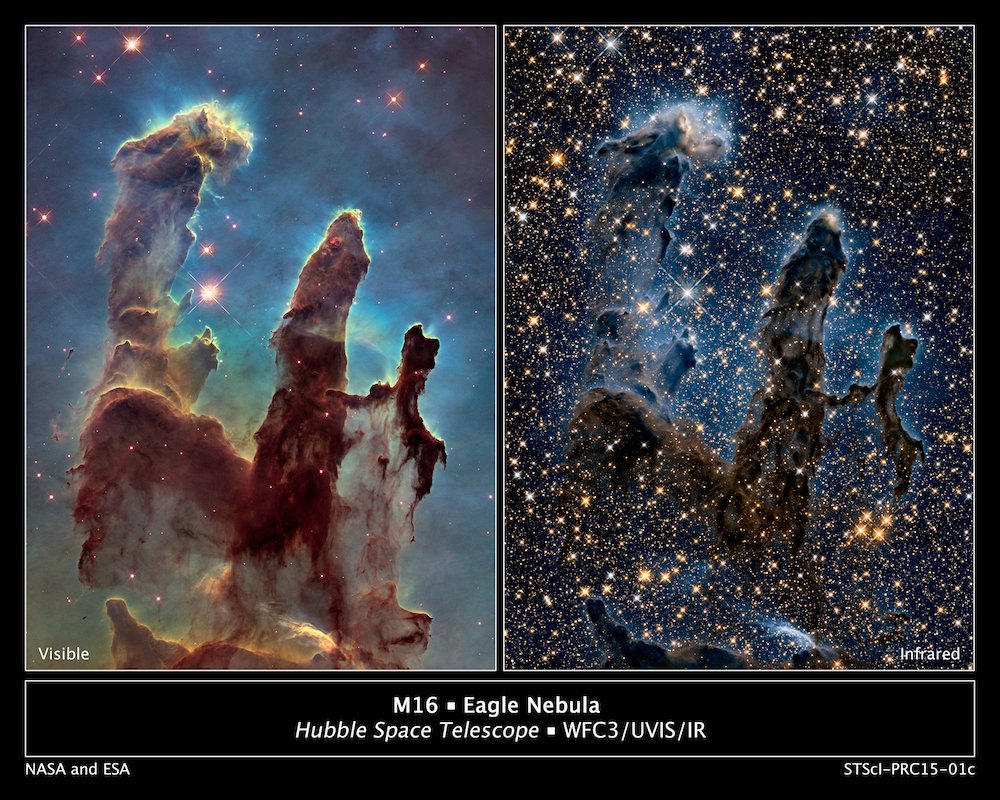 Visible
Infrared
M16 ▪ Eagle Nebula
Hubble Space Telescope ▪ WFC3/UVIS/IR
NASA and ESA
STScI-PRC15-01c